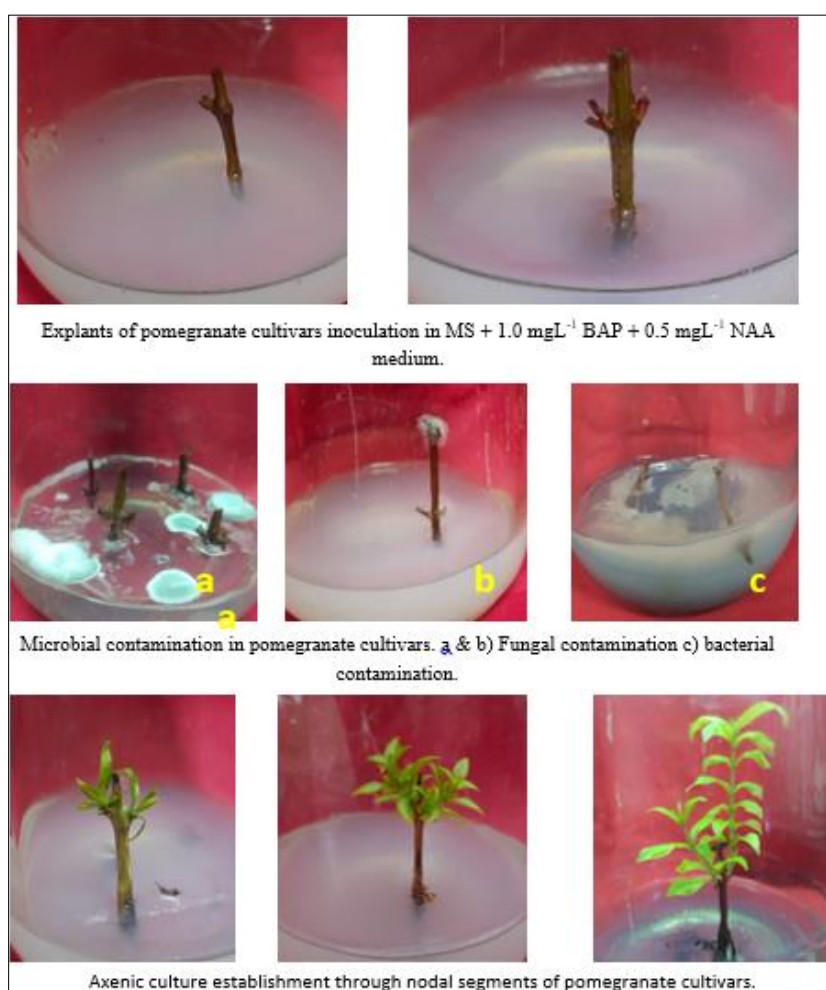 Explants of pomegranate cultivars inoculation in MS + 1.0 mgL⁻¹ BAP + 0.5 mgL⁻¹ NAA
medium.
a
a
b
c
Microbial contamination in pomegranate cultivars. a & b) Fungal contamination c) bacterial
contamination.
Axenic culture establishment through nodal segments of pomegranate cultivars.